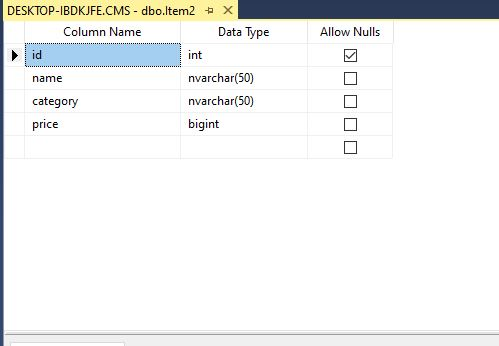 DESKTOP-IBDKJFE.CMS - dbo.Item2
Column Name Data Type Allow Nulls
id int
name nvarchar(50)
category nvarchar(50)
price bigint